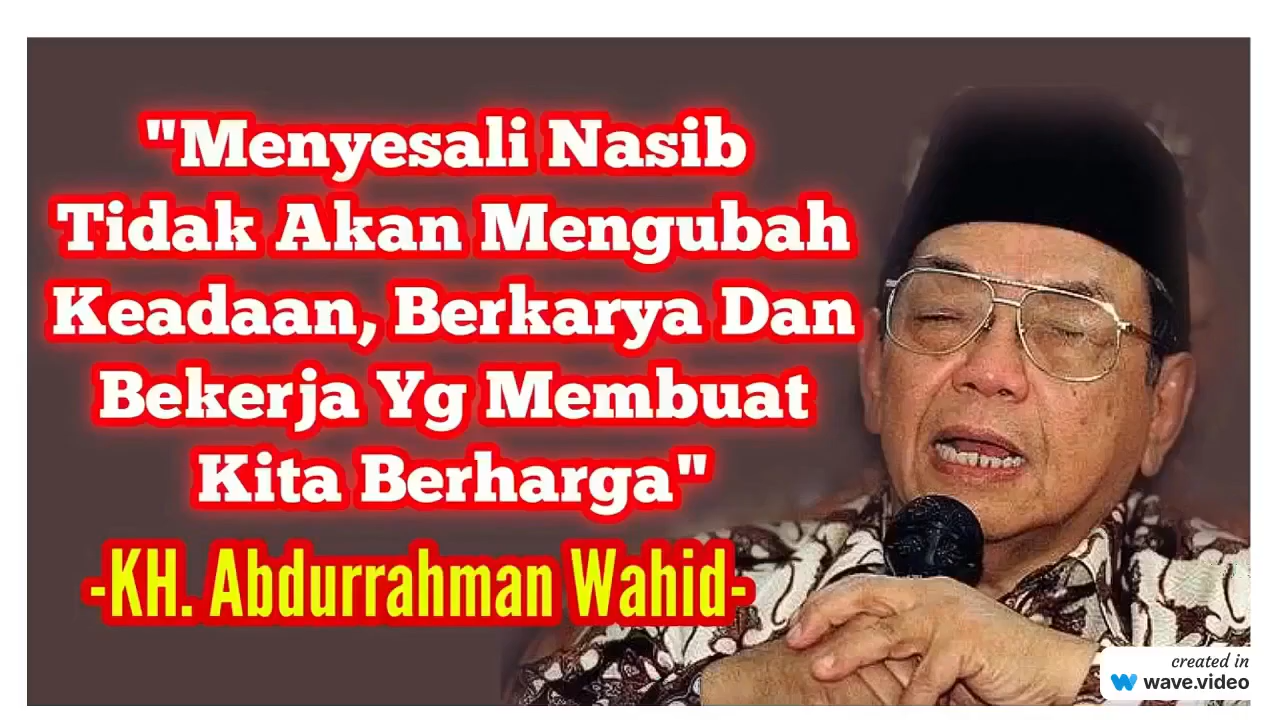 "Menyesali Nasib
Tidak Akan Mengubah
Keadaan, Berkarya Dan
Bekerja Yg Membuat
Kita Berharga"
-KH. Abdurrahman Wahid-
created in
wave.video